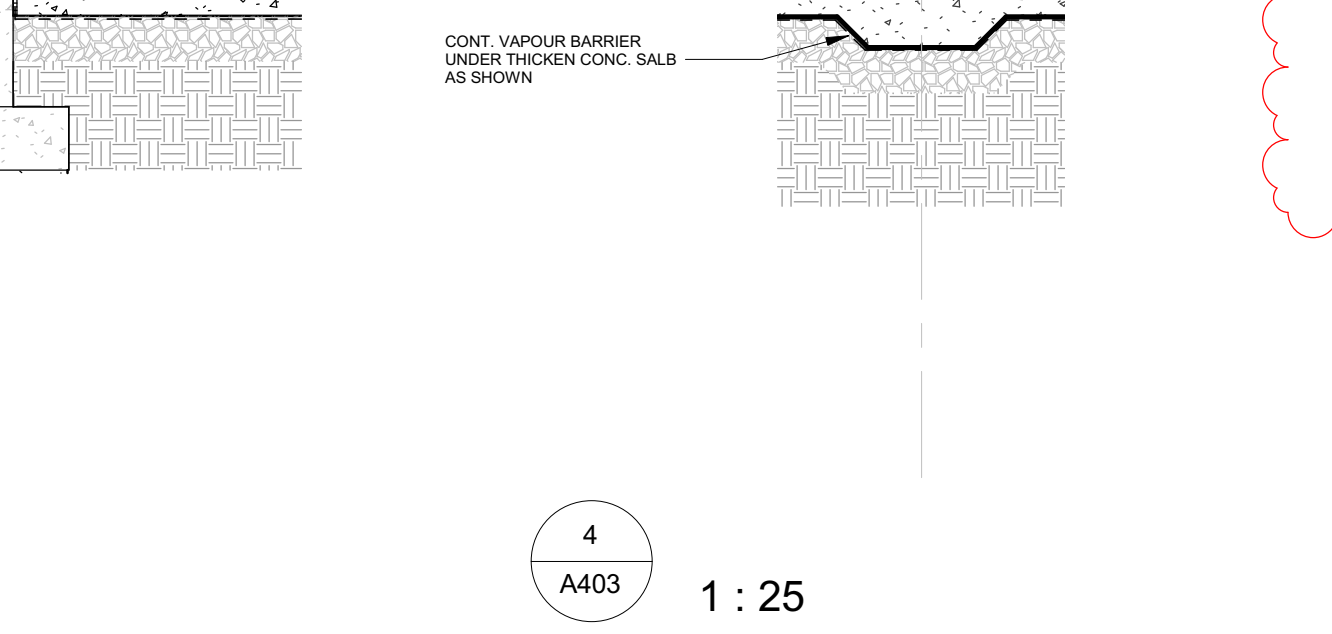 CONT. VAPOUR BARRIER
UNDER THICKEN CONC. SALB
AS SHOWN
4
A403
1 : 25